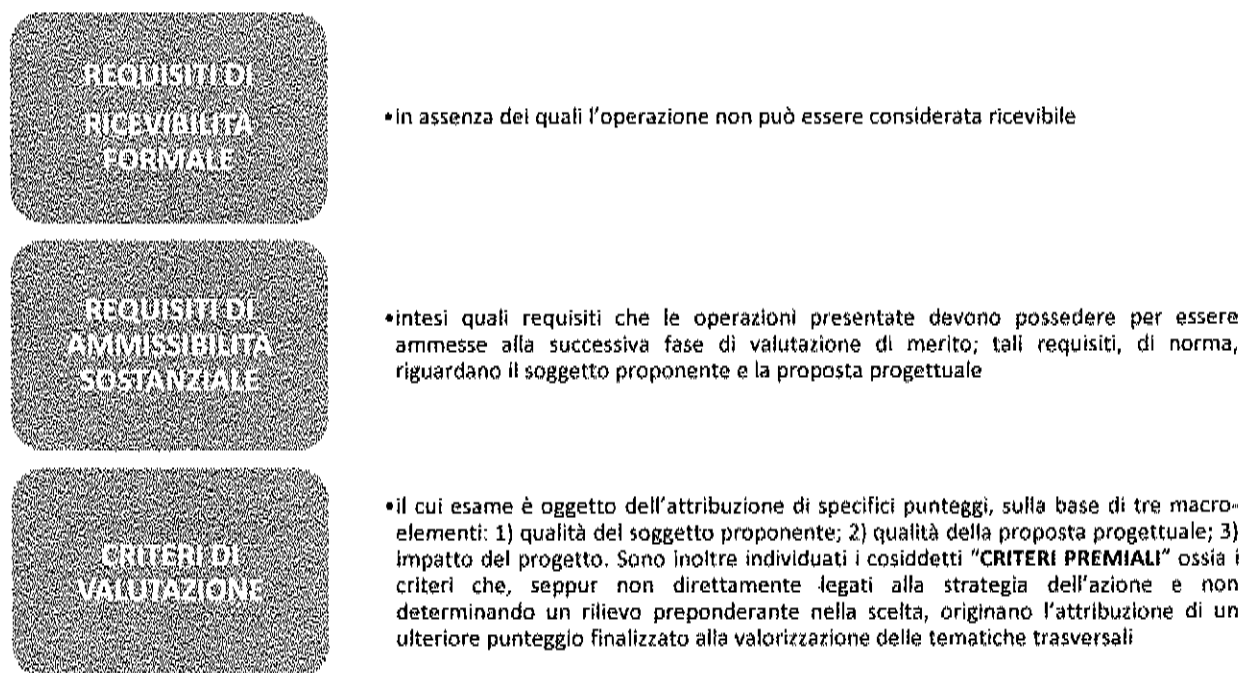 REQUISITI DI
RICEVIBILITÀ
FORMALE
•in assenza dei quali l'operazione non può essere considerata ricevibile
REQUISITI DI
AMMISSIBILITÀ
SOSTANZIALE
•intesi quali requisiti che le operazioni presentate devono possedere per essere
ammesse alla successiva fase di valutazione di merito; tali requisiti, di norma,
riguardano il soggetto proponente e la proposta progettuale
CRITERI DI
VALUTAZIONE
•il cui esame è oggetto dell'attribuzione di specifici punteggi, sulla base di tre macro-
elementi: 1) qualità del soggetto proponente; 2) qualità della proposta progettuale; 3)
impatto del progetto. Sono inoltre individuati i cosiddetti "CRITERI PREMIALI" ossia i
criteri che, seppur non direttamente legati alla strategia dell'azione e non
determinando un rilievo preponderante nella scelta, originano l'attribuzione di un
ulteriore punteggio finalizzato alla valorizzazione delle tematiche trasversali